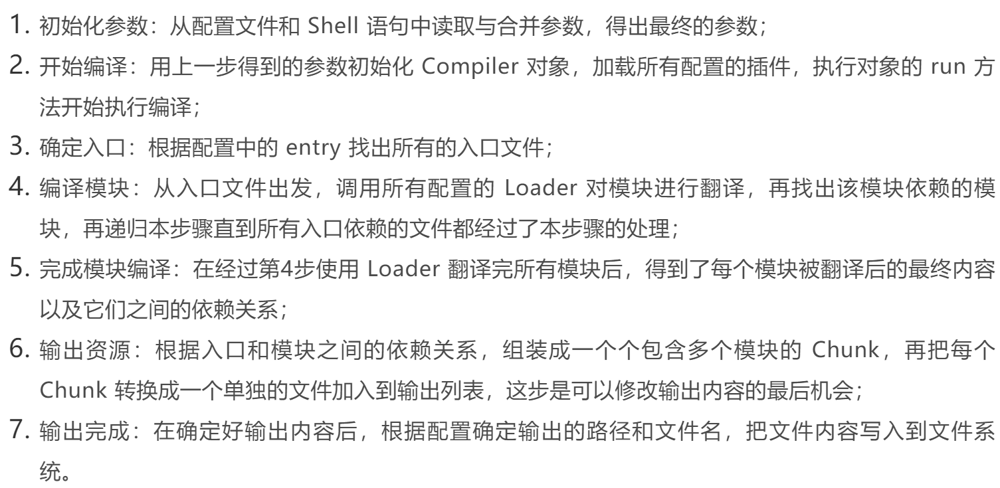 1. 初始化参数：从配置文件和 Shell 语句中读取与合并参数，得出最终的参数；
2. 开始编译：用上一步得到的参数初始化 Compiler 对象，加载所有配置的插件，执行对象的 run 方
法开始执行编译；
3. 确定入口：根据配置中的 entry 找出所有的入口文件；
4. 编译模块：从入口文件出发，调用所有配置的 Loader 对模块进行翻译，再找出该模块依赖的模
块，再递归本步骤直到所有入口依赖的文件都经过了本步骤的处理；
5. 完成模块编译：在经过第4步使用 Loader 翻译完所有模块后，得到了每个模块被翻译后的最终内容
以及它们之间的依赖关系；
6. 输出资源：根据入口和模块之间的依赖关系，组装成一个个包含多个模块的 Chunk，再把每个
Chunk 转换成一个单独的文件加入到输出列表，这步是可以修改输出内容的最后机会；
7. 输出完成：在确定好输出内容后，根据配置确定输出的路径和文件名，把文件内容写入到文件系
统。